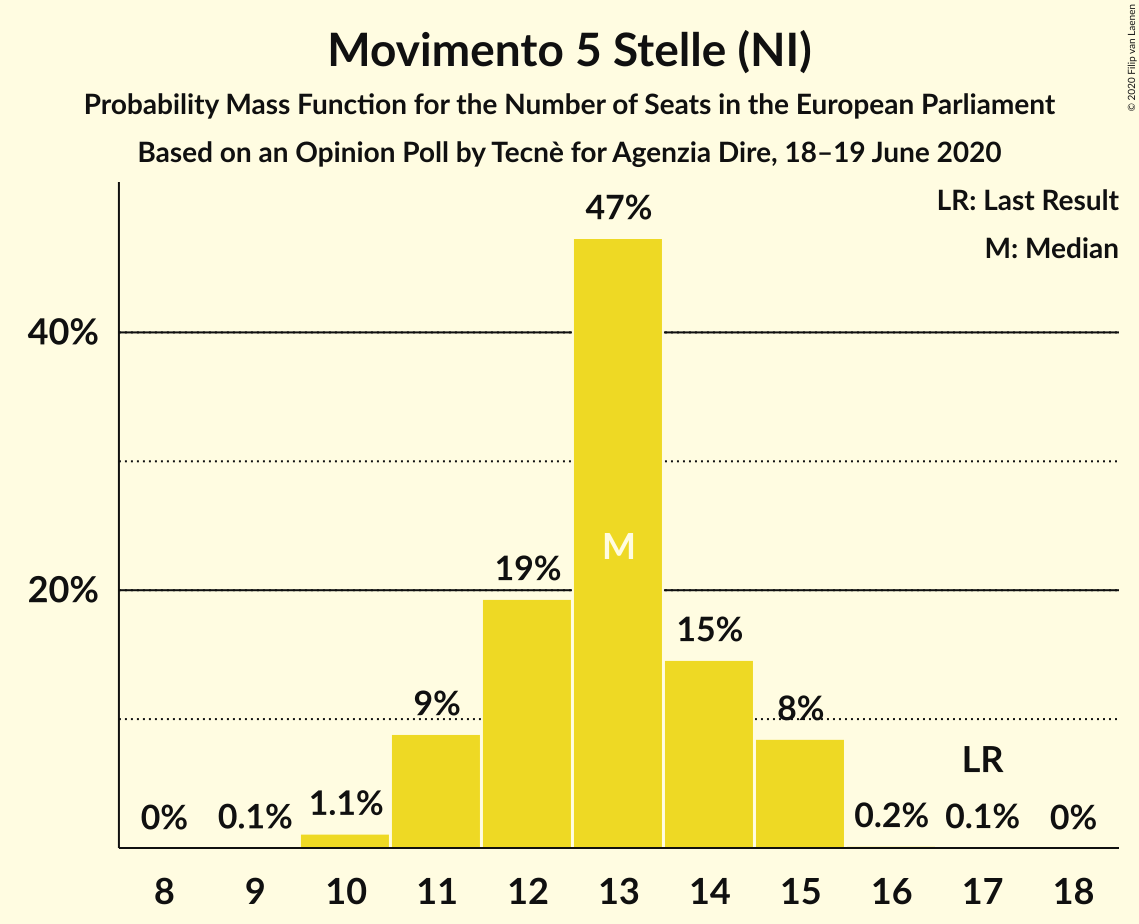 Movimento 5 Stelle (NI)
Probability Mass Function for the Number of Seats in the European Parliament
Based on an Opinion Poll by Tecnè for Agenzia Dire, 18–19 June 2020
© 2020 Filip van Laenen
LR: Last Result
M: Median
47%
40%
M
19%
20%
15%
9%
8%
LR
0%
0.1%
1.1%
0.2%
0.1%
0%
8 9 10 11 12 13 14 15 16 17 18